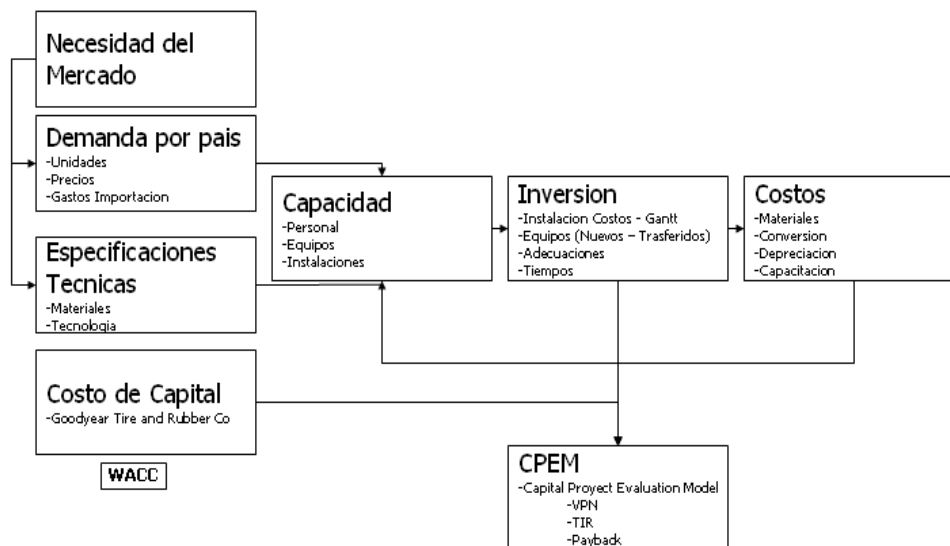 Necesidad del
Mercado
Demanda por pais
-Unidades
-Precios
-Gastos Importacion
Especificaciones
Tecnicas
-Materiales
-Tecnologia
Costo de Capital
-Goodyear Tire and Rubber Co
WACC
Capacidad
-Personal
-Equipos
-Instalaciones
Inversion
-Instalacion Costos - Gantt
-Equipos (Nuevos – Trasferidos)
-Adecuaciones
-Tiempos
Costos
-Materiales
-Conversion
-Depreciacion
-Capacitacion
CPEM
-Capital Proyect Evaluation Model
-VPN
-TIR
-Payback